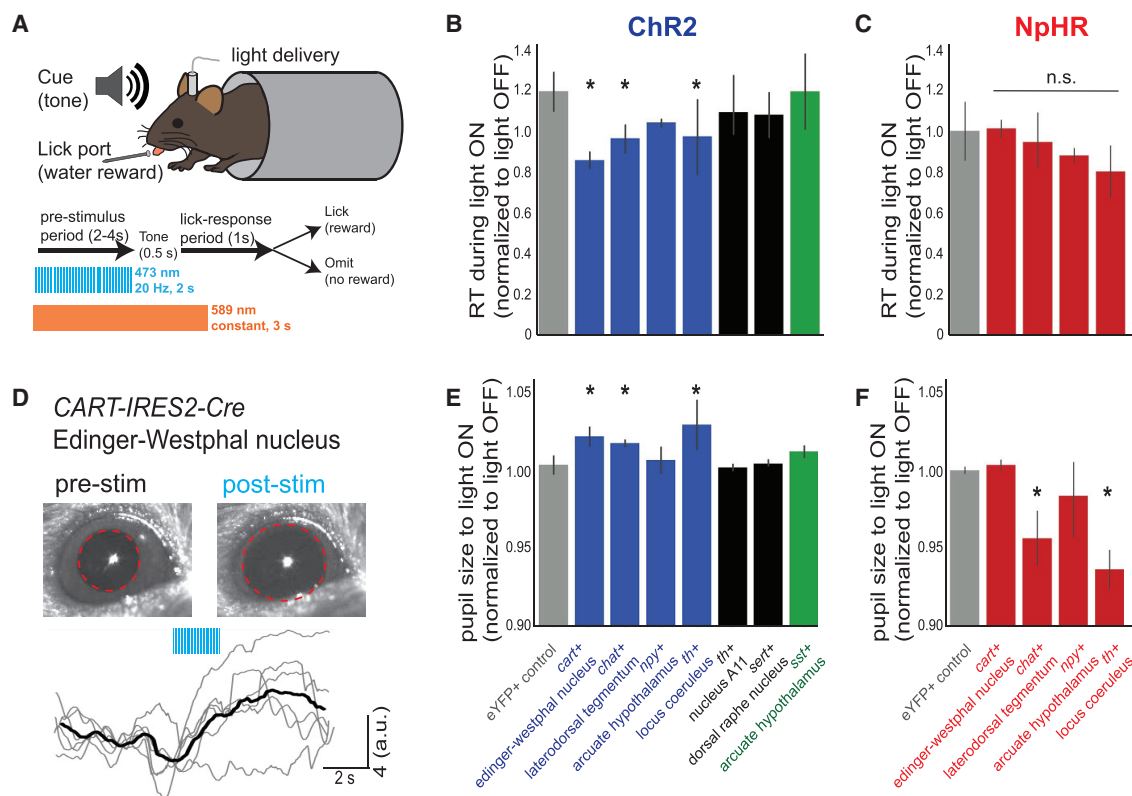 A
Cue
(tone)
light delivery
Lick port
(water reward)
pre-stimulus
period (2-4s)
Tone
(0.5 s)
lick-response
period (1s)
Lick
(reward)
Omit
(no reward)
473 nm
20 Hz, 2 s
589 nm
constant, 3 s
B
ChR2
RT during light ON
(normalized to light OFF)
1.4
1.2
1.0
0.8
0.6
0.4
0.2
0
*
*
*
C
NpHR
RT during light ON
(normalized to light OFF)
1.4
1.2
1.0
0.8
0.6
0.4
0.2
0
n.s.
D
CART-IRES2-Cre
Edinger-Westphal nucleus
pre-stim
post-stim
2 s
4 (a.u.)
E
pupil size to light ON
(normalized to light OFF)
1.05
1.00
0.95
0.90
*
*
*
eYFP+ control
cart+
edinger-westphal nucleus
chat+
laterodorsal tegmentum
npy+
arcuate hypothalamus
th+
locus coeruleus
th+
nucleus A11
sert+
dorsal raphe nucleus
sst+
arcuate hypothalamus
F
pupil size to light ON
(normalized to light OFF)
1.05
1.00
0.95
0.90
*
*
eYFP+ control
cart+
edinger-westphal nucleus
chat+
laterodorsal tegmentum
npy+
arcuate hypothalamus
th+
locus coeruleus